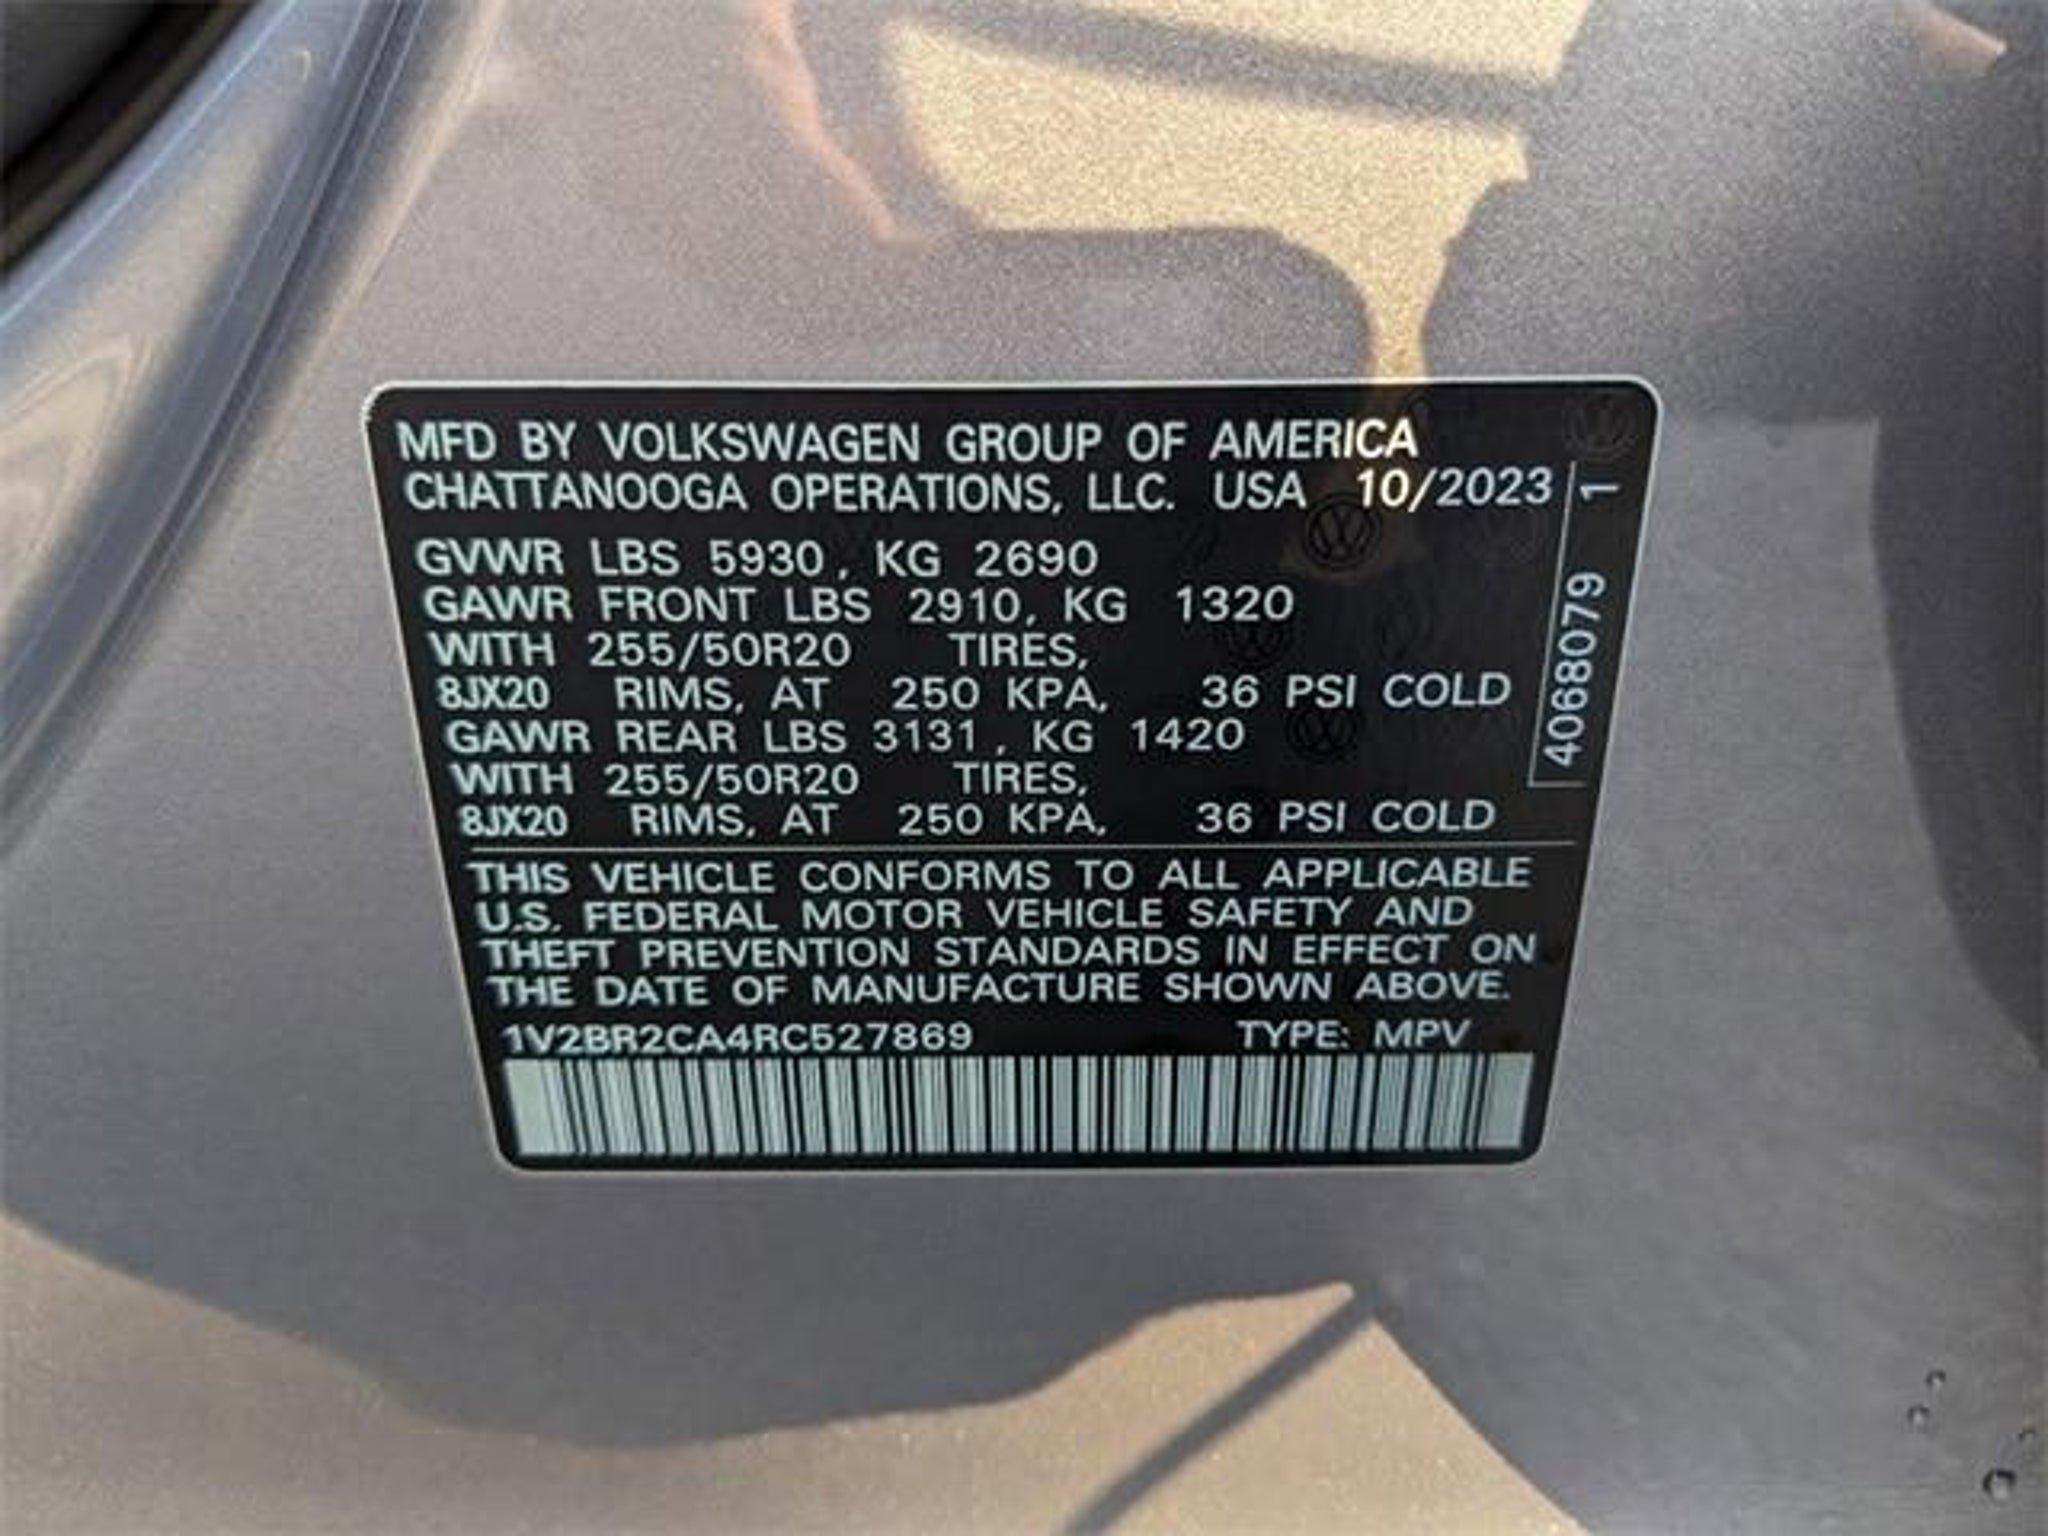 MFD BY VOLKSWAGEN GROUP OF AMERICA
CHATTANOOGA OPERATIONS, LLC. USA 10/2023
GVWR LBS 5930, KG 2690
GAWR FRONT LBS 2910, KG 1320
WITH 255/50R20 TIRES,
8JX20 RIMS, AT 250 KPA, 36 PSI COLD
GAWR REAR LBS 3131, KG 1420
WITH 255/50R20 TIRES,
8JX20 RIMS, AT 250 KPA, 36 PSI COLD
THIS VEHICLE CONFORMS TO ALL APPLICABLE
U.S. FEDERAL MOTOR VEHICLE SAFETY AND
THEFT PREVENTION STANDARDS IN EFFECT ON
THE DATE OF MANUFACTURE SHOWN ABOVE.
1V2BR2CA4RC527869 TYPE: MPV
4068079 1